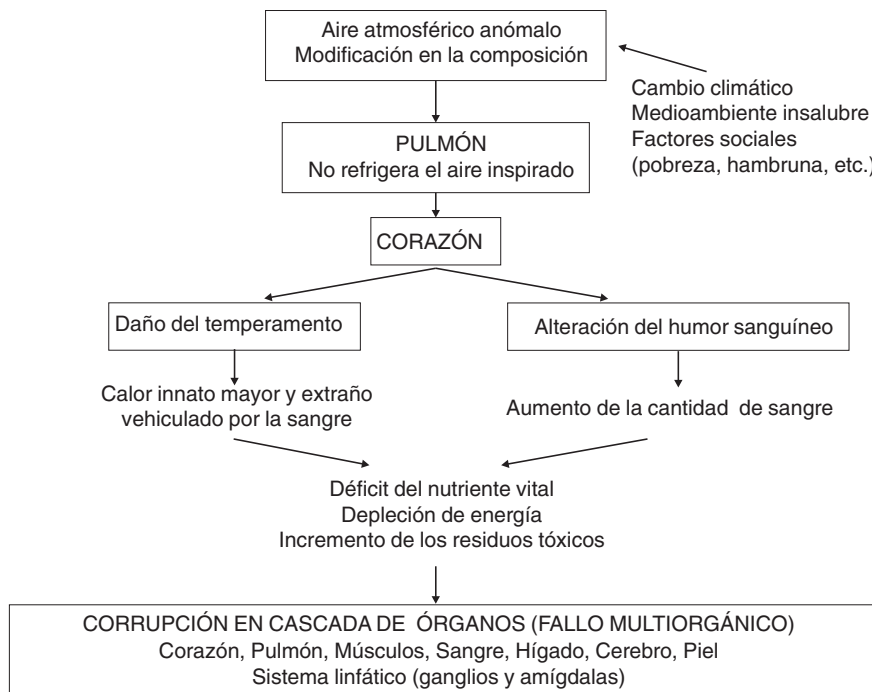 Aire atmosférico anómalo
Modificación en la composición
Cambio climático
Medioambiente insalubre
Factores sociales
(pobreza, hambruna, etc.)
PULMÓN
No refrigera el aire inspirado
CORAZÓN
Daño del temperamento
Alteración del humor sanguíneo
Calor innato mayor y extraño
vehiculado por la sangre
Aumento de la cantidad de sangre
Déficit del nutriente vital
Depleción de energía
Incremento de los residuos tóxicos
CORRUPCIÓN EN CASCADA DE ÓRGANOS (FALLO MULTIORGÁNICO)
Corazón, Pulmón, Músculos, Sangre, Hígado, Cerebro, Piel
Sistema linfático (ganglios y amígdalas)